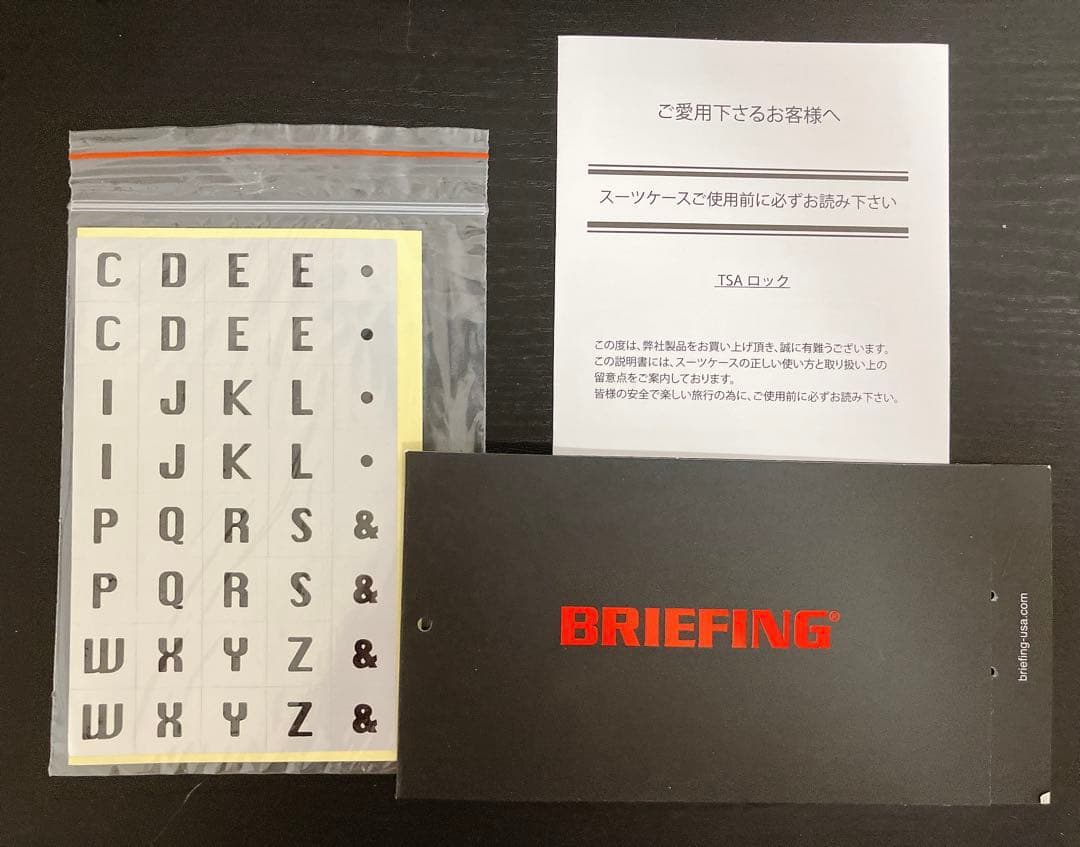 C D E E •
C D E E •
I J K L •
I J K L •
P Q R S &
P Q R S &
W X Y Z &
W X Y Z &
ご愛用下さるお客様へ
スーツケースご使用前に必ずお読み下さい
TSA ロック
この度は、弊社製品をお買い上げ頂き、誠に有難うございます。
この説明書には、スーツケースの正しい使い方と取り扱い上の
留意点をご案内しております。
皆様の安全で楽しい旅行の為に、ご使用前に必ずお読み下さい。
BRIEFING®
briefing-usa.com